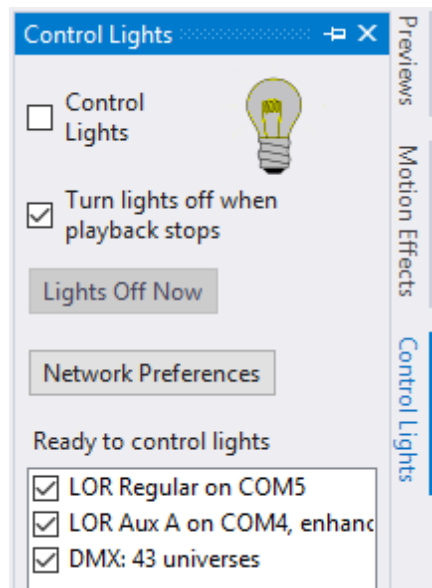 Control Lights
Control
Lights
Turn lights off when
playback stops
Lights Off Now
Network Preferences
Ready to control lights
LOR Regular on COM5
LOR Aux A on COM4, enhanc
DMX: 43 universes
Previews
Motion Effects
Control Lights